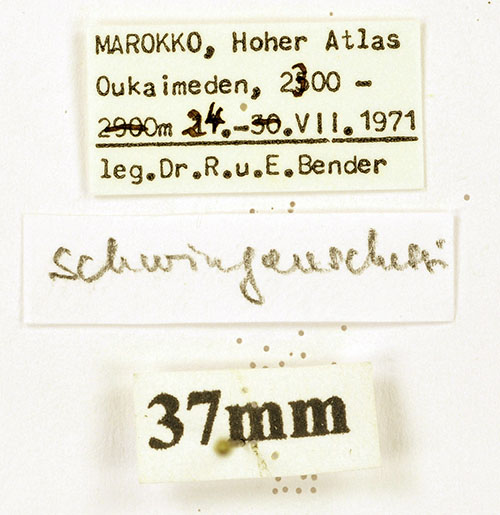 MAROKKO, Hoher Atlas
Oukaimeden, 2300 -
2900m 24.-30.VII.1971
leg.Dr.R.u.E.Bender
schwingenschussi
37mm